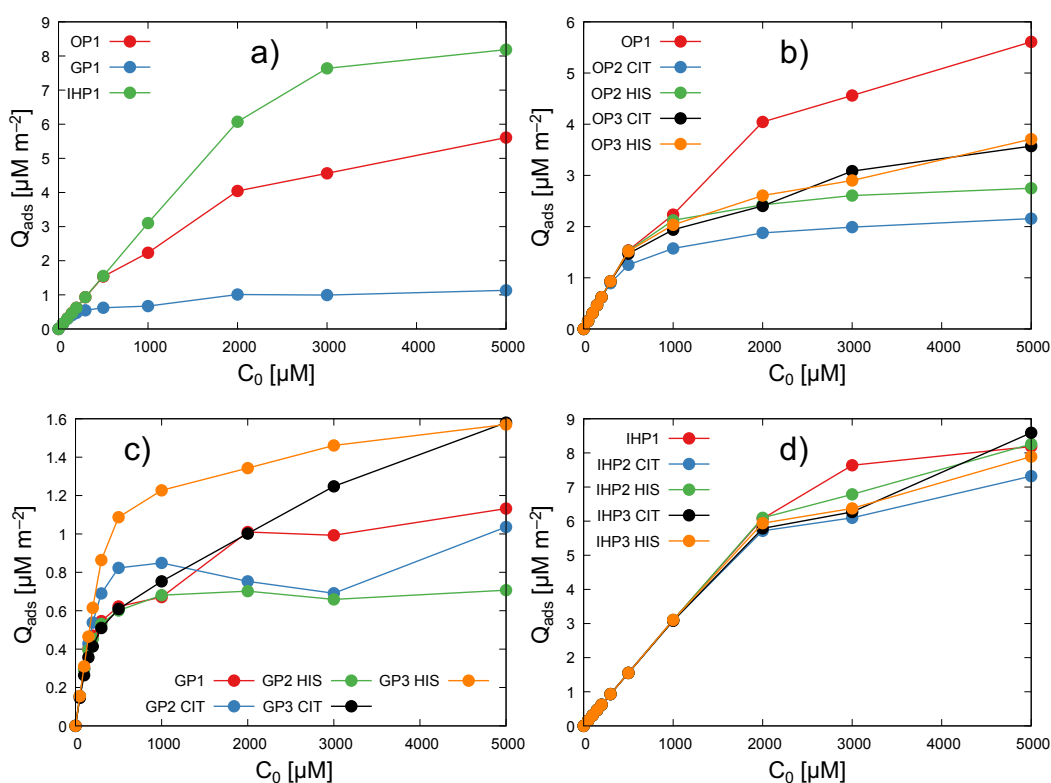 a)
OP1
GP1
IHP1
Q_ads [µM m⁻²]
0 1 2 3 4 5 6 7 8 9
0 1000 2000 3000 4000 5000
C₀ [µM]
b)
OP1
OP2 CIT
OP2 HIS
OP3 CIT
OP3 HIS
Q_ads [µM m⁻²]
0 1 2 3 4 5 6
0 1000 2000 3000 4000 5000
C₀ [µM]
c)
Q_ads [µM m⁻²]
0 0.2 0.4 0.6 0.8 1 1.2 1.4 1.6
GP1 GP2 HIS GP3 HIS
GP2 CIT GP3 CIT
0 1000 2000 3000 4000 5000
C₀ [µM]
d)
IHP1
IHP2 CIT
IHP2 HIS
IHP3 CIT
IHP3 HIS
Q_ads [µM m⁻²]
0 1 2 3 4 5 6 7 8 9
0 1000 2000 3000 4000 5000
C₀ [µM]